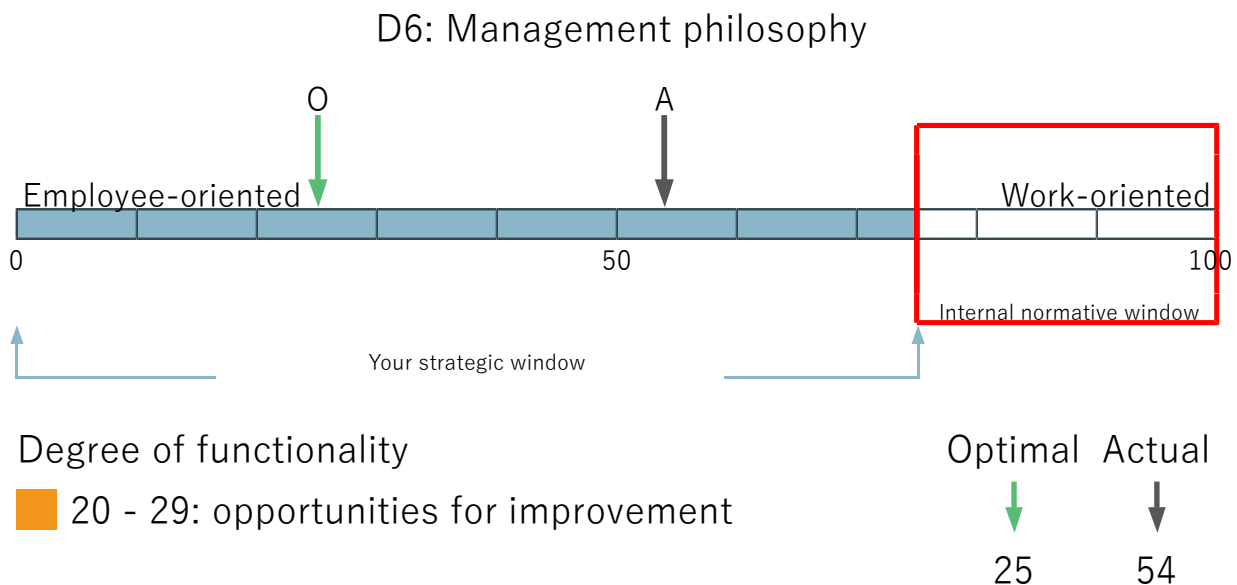 D6: Management philosophy
O
A
Employee-oriented
Work-oriented
0
50
100
Internal normative window
Your strategic window
Degree of functionality
Optimal Actual
20 - 29: opportunities for improvement
25 54